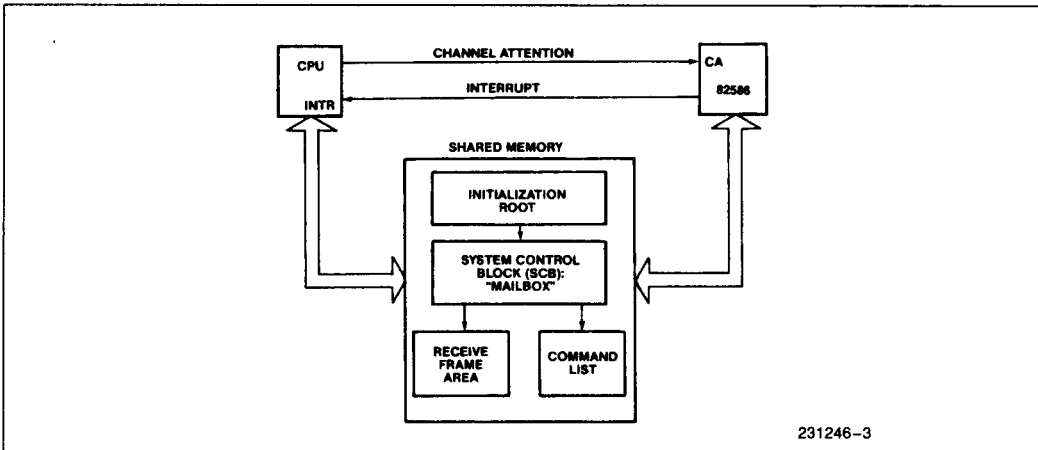 CHANNEL ATTENTION
CPU
CA
INTERRUPT
82586
INTR
SHARED MEMORY
INITIALIZATION
ROOT
SYSTEM CONTROL
BLOCK (SCB):
"MAILBOX"
RECEIVE
FRAME
AREA
COMMAND
LIST
231246-3